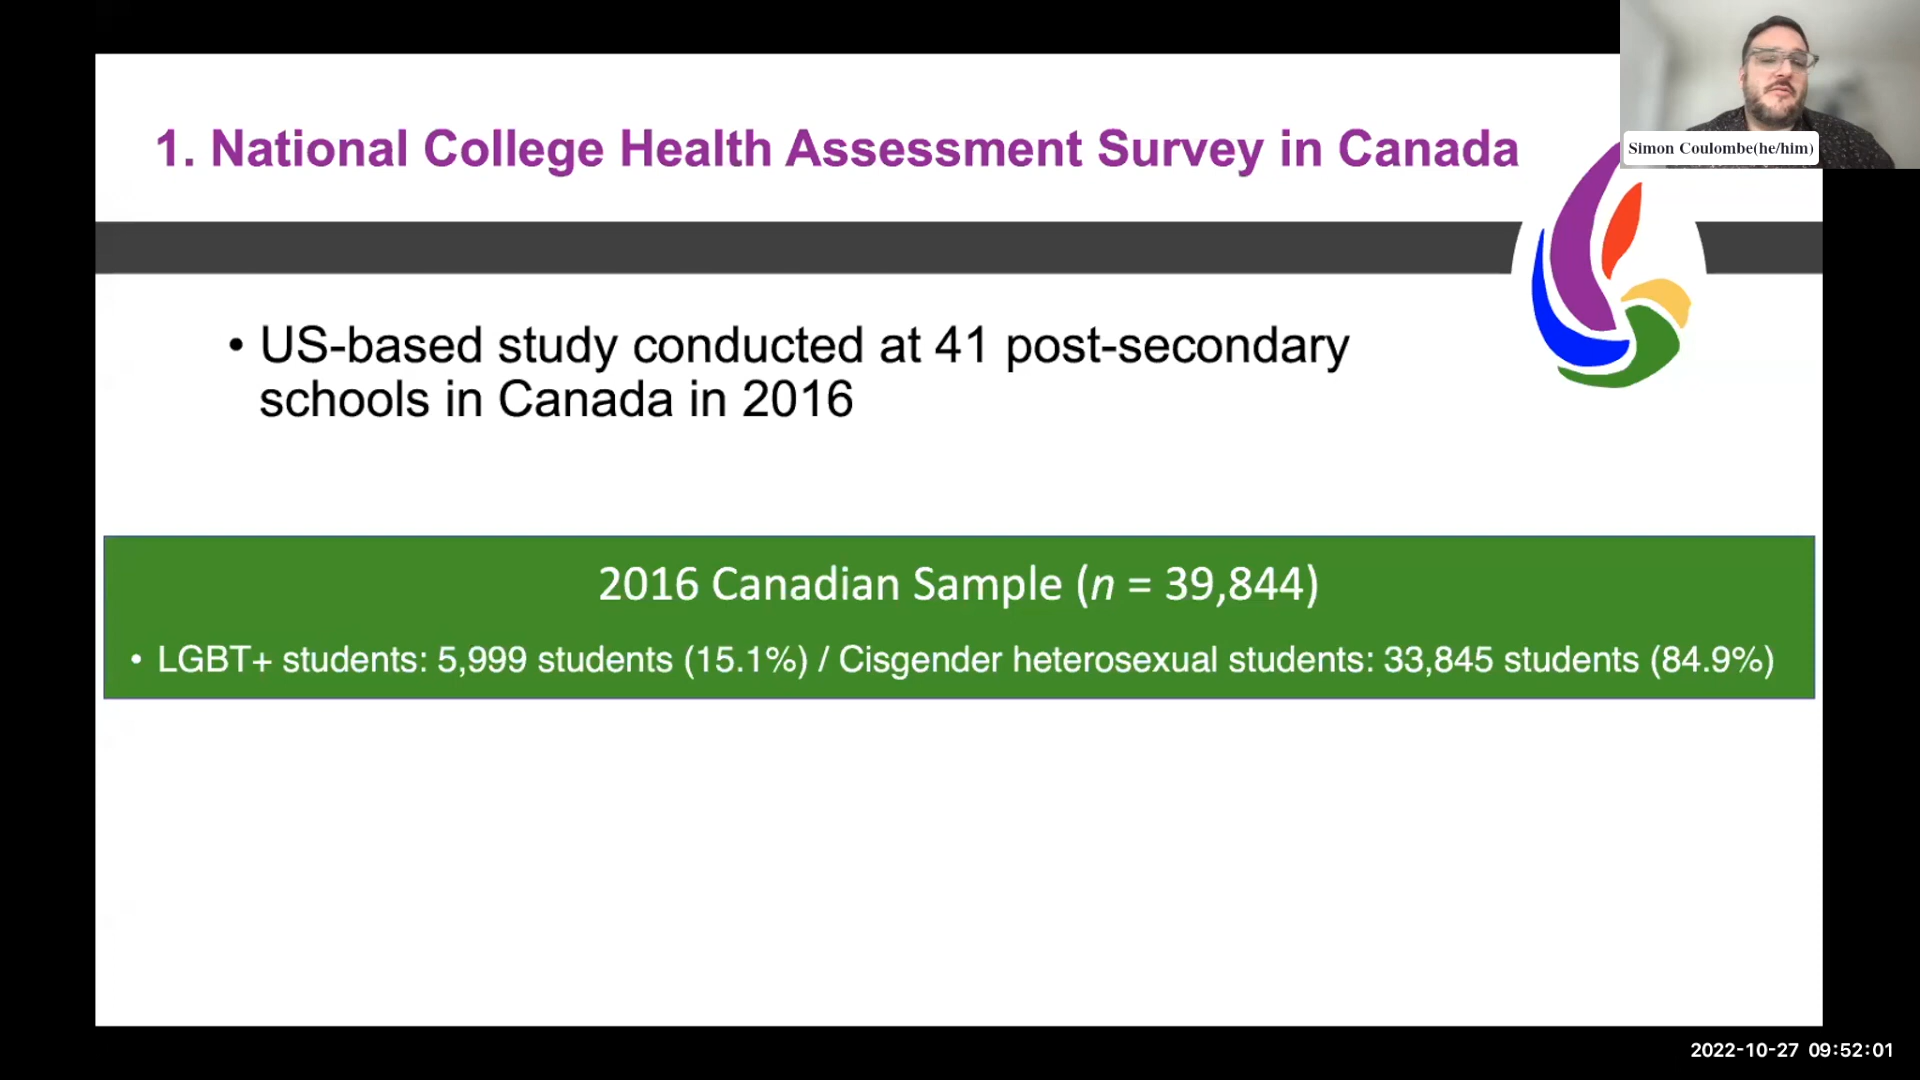 1. National College Health Assessment Survey in Canada
Simon Coulombe(he/him)
• US-based study conducted at 41 post-secondary
schools in Canada in 2016
2016 Canadian Sample (n = 39,844)
• LGBT+ students: 5,999 students (15.1%) / Cisgender heterosexual students: 33,845 students (84.9%)
2022-10-27 09:52:01